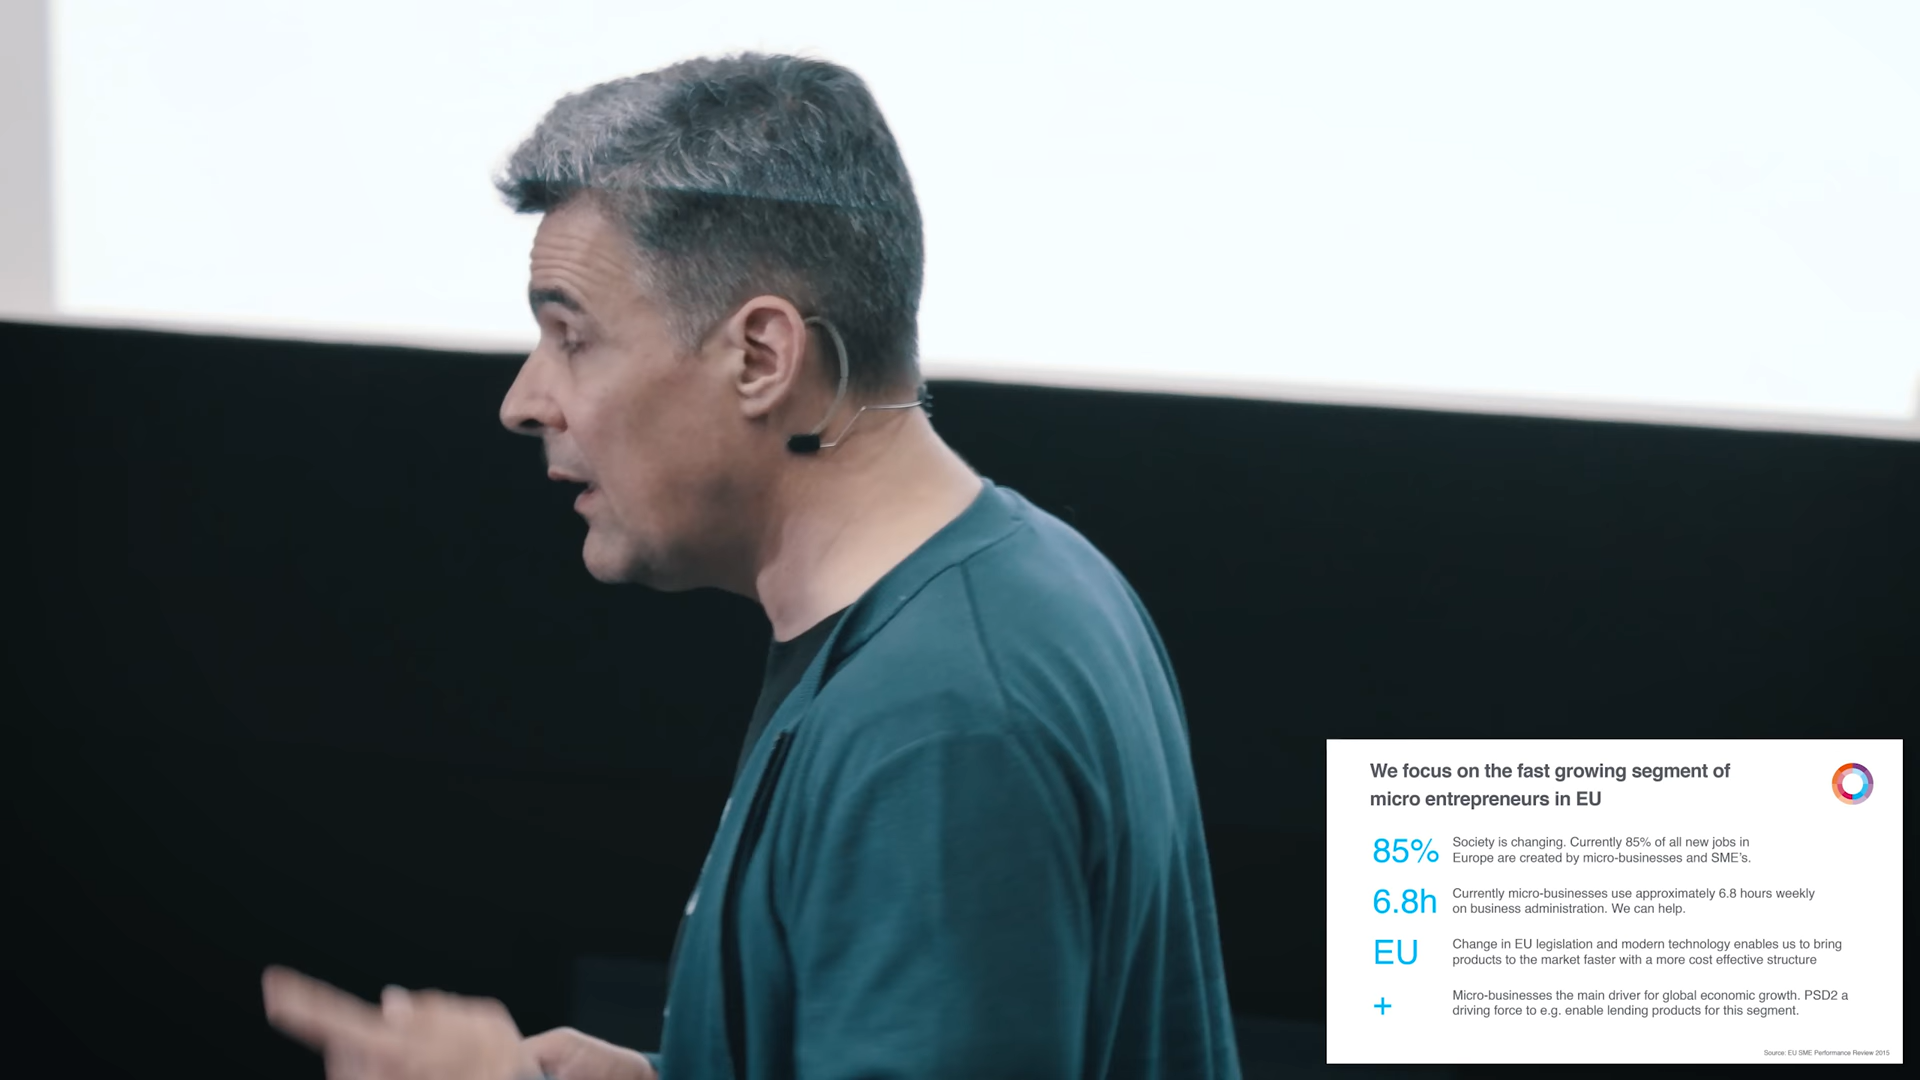 We focus on the fast growing segment of
micro entrepreneurs in EU
85%
Society is changing. Currently 85% of all new jobs in
Europe are created by micro-businesses and SME's.
6.8h
Currently micro-businesses use approximately 6.8 hours weekly
on business administration. We can help.
EU
Change in EU legislation and modern technology enables us to bring
products to the market faster with a more cost effective structure
+
Micro-businesses the main driver for global economic growth. PSD2 a
driving force to e.g. enable lending products for this segment.
Source: EU SME Performance Review 2015